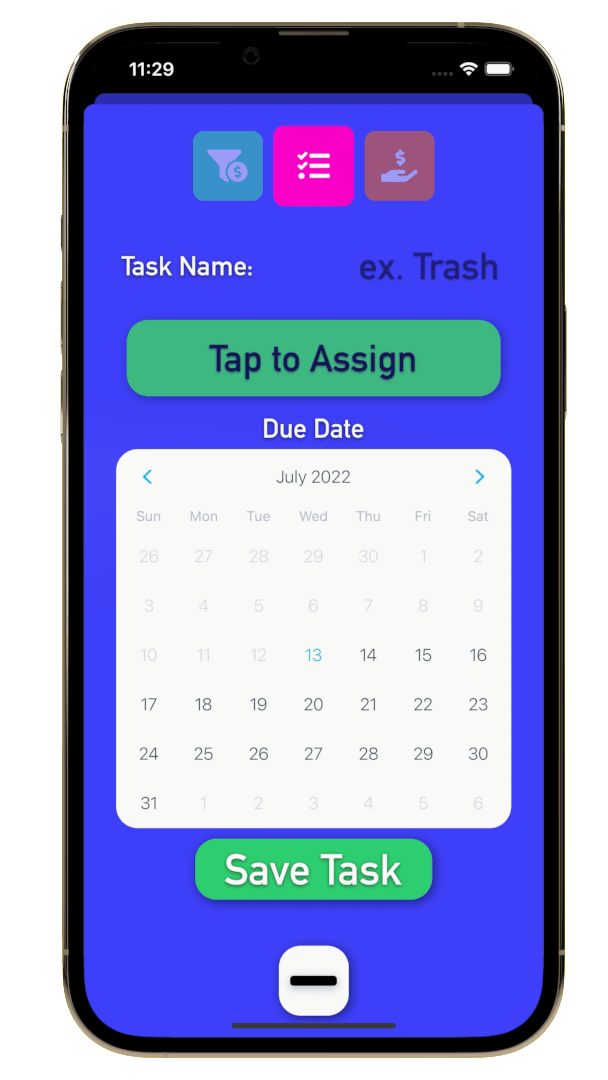 11:29
$
$
Task Name: ex. Trash
Tap to Assign
Due Date
July 2022
Sun Mon Tue Wed Thu Fri Sat
26 27 28 29 30 1 2
3 4 5 6 7 8 9
10 11 12 13 14 15 16
17 18 19 20 21 22 23
24 25 26 27 28 29 30
31 1 2 3 4 5 6
Save Task